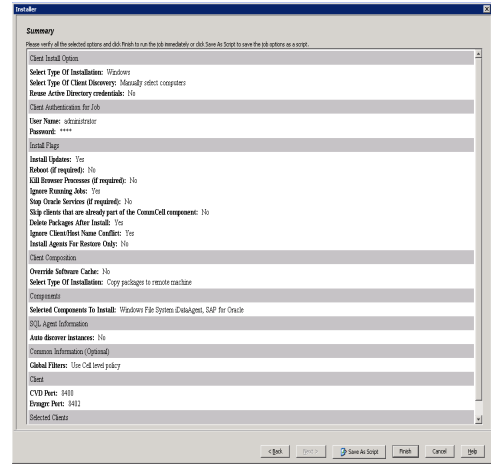 Installer
Summary
Please verify all the selected options and click Finish to run the job immediately or click Save As Script to save the job options as a script.
Client Install Option
Select Type Of Installation: Windows
Select Type Of Client Discovery: Manually select computers
Reuse Active Directory credentials: No
Client Authentication for Job
User Name: administrator
Password: ****
Install Flags
Install Updates: Yes
Reboot (if required): No
Kill Browser Processes (if required): No
Ignore Running Jobs: Yes
Stop Oracle Services (if required): No
Skip clients that are already part of the CommCell component: No
Delete Packages After Install: Yes
Ignore Client/Host Name Conflict: Yes
Install Agents For Restore Only: No
Client Composition
Override Software Cache: No
Select Type Of Installation: Copy packages to remote machine
Components
Selected Components To Install: Windows File System iDataAgent, SAP for Oracle
SQL Agent Information
Auto discover instances: No
Common Information (Optional)
Global Filters: Use Cell level policy
Client
CVD Port: 8400
Evmgrc Port: 8402
Selected Clients
< Back Next > Save As Script Finish Cancel Help